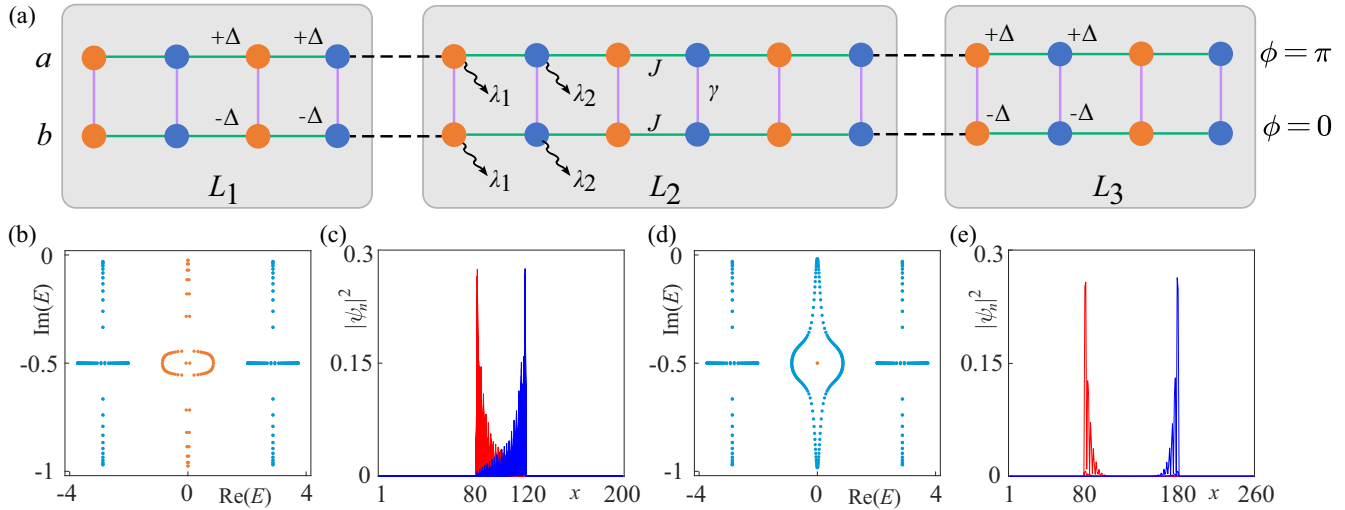 (a)
+Δ +Δ +Δ +Δ
a J ϕ = π
λ1 λ2 γ
-Δ -Δ J -Δ -Δ
b ϕ = 0
λ1 λ2
L1 L2 L3
(b) (c) (d) (e)
0 0.3 0 0.3
Im(E) |ψn|² Im(E) |ψn|²
-0.5 0.15 -0.5 0.15
-1 0 -1 0
-4 0 4 1 80 120 x 200 -4 0 4 1 80 180 x 260
Re(E) Re(E)